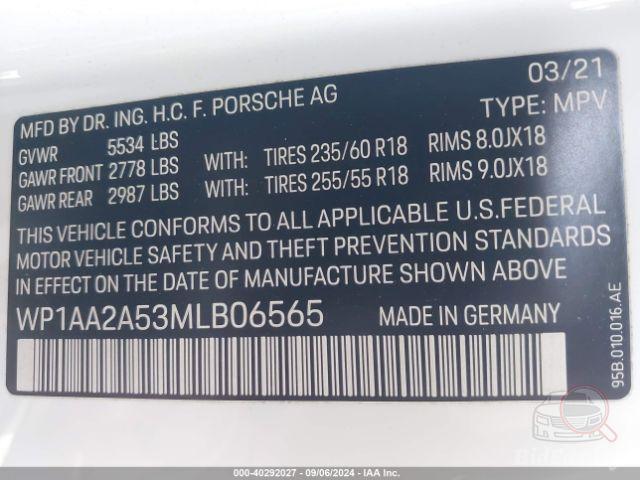 03/21
MFD BY DR. ING. H.C. F. PORSCHE AG TYPE: MPV
GVWR 5534 LBS
GAWR FRONT 2778 LBS WITH: TIRES 235/60 R18 RIMS 8.0JX18
GAWR REAR 2987 LBS WITH: TIRES 255/55 R18 RIMS 9.0JX18
THIS VEHICLE CONFORMS TO ALL APPLICABLE U.S.FEDERAL
MOTOR VEHICLE SAFETY AND THEFT PREVENTION STANDARDS
IN EFFECT ON THE DATE OF MANUFACTURE SHOWN ABOVE
WP1AA2A53MLB06565 MADE IN GERMANY
95B.010.016.AE
000-40292027 - 09/06/2024 - IAA Inc.